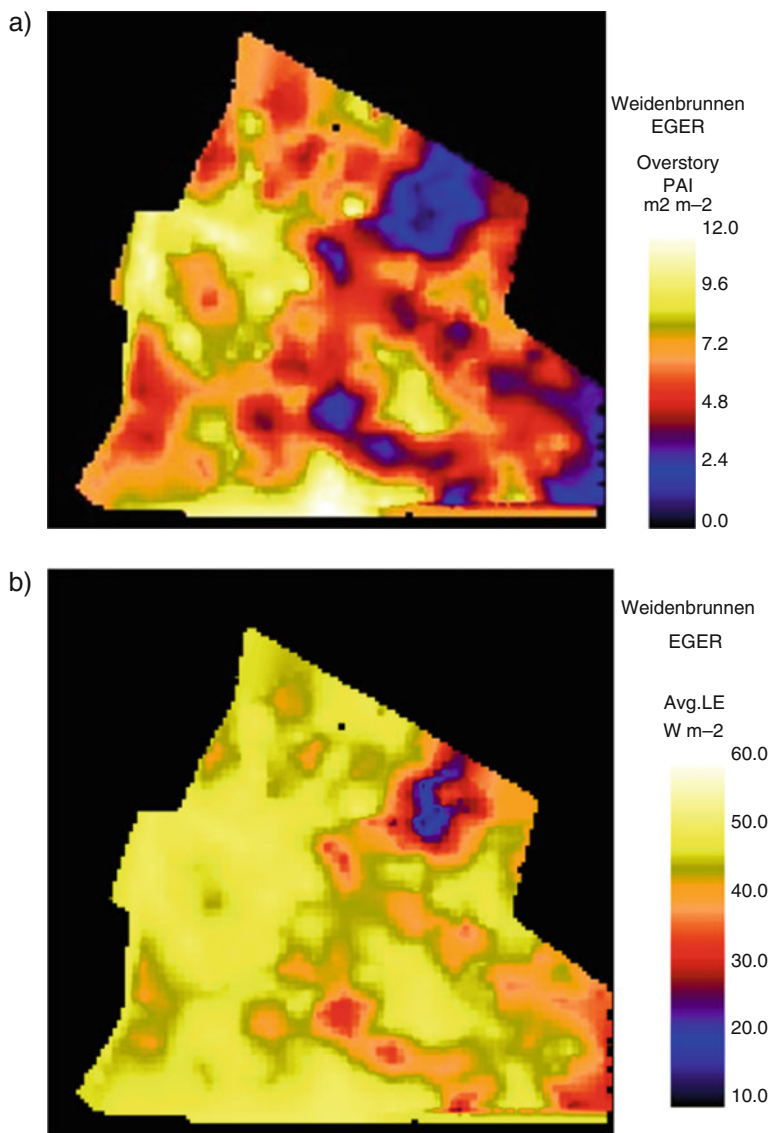 a)
Weidenbrunnen
EGER
Overstory
PAI
m2 m–2
12.0
9.6
7.2
4.8
2.4
0.0
b)
Weidenbrunnen
EGER
Avg.LE
W m–2
60.0
50.0
40.0
30.0
20.0
10.0